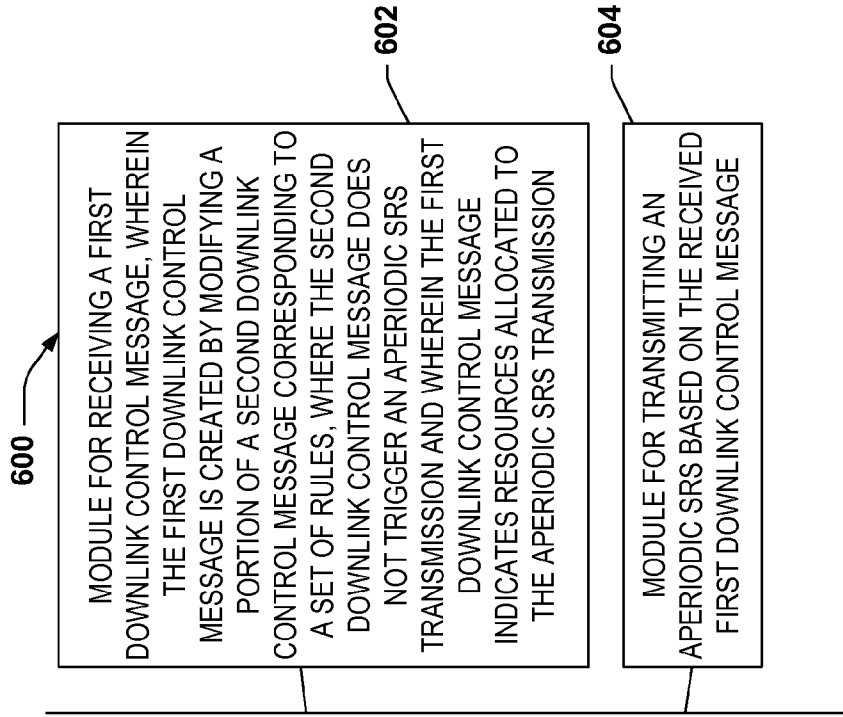 600
MODULE FOR RECEIVING A FIRST
DOWNLINK CONTROL MESSAGE, WHEREIN
THE FIRST DOWNLINK CONTROL
MESSAGE IS CREATED BY MODIFYING A
PORTION OF A SECOND DOWNLINK
CONTROL MESSAGE CORRESPONDING TO
A SET OF RULES, WHERE THE SECOND
DOWNLINK CONTROL MESSAGE DOES
NOT TRIGGER AN APERIODIC SRS
TRANSMISSION AND WHEREIN THE FIRST
DOWNLINK CONTROL MESSAGE
INDICATES RESOURCES ALLOCATED TO
THE APERIODIC SRS TRANSMISSION
602
MODULE FOR TRANSMITTING AN
APERIODIC SRS BASED ON THE RECEIVED
FIRST DOWNLINK CONTROL MESSAGE
604